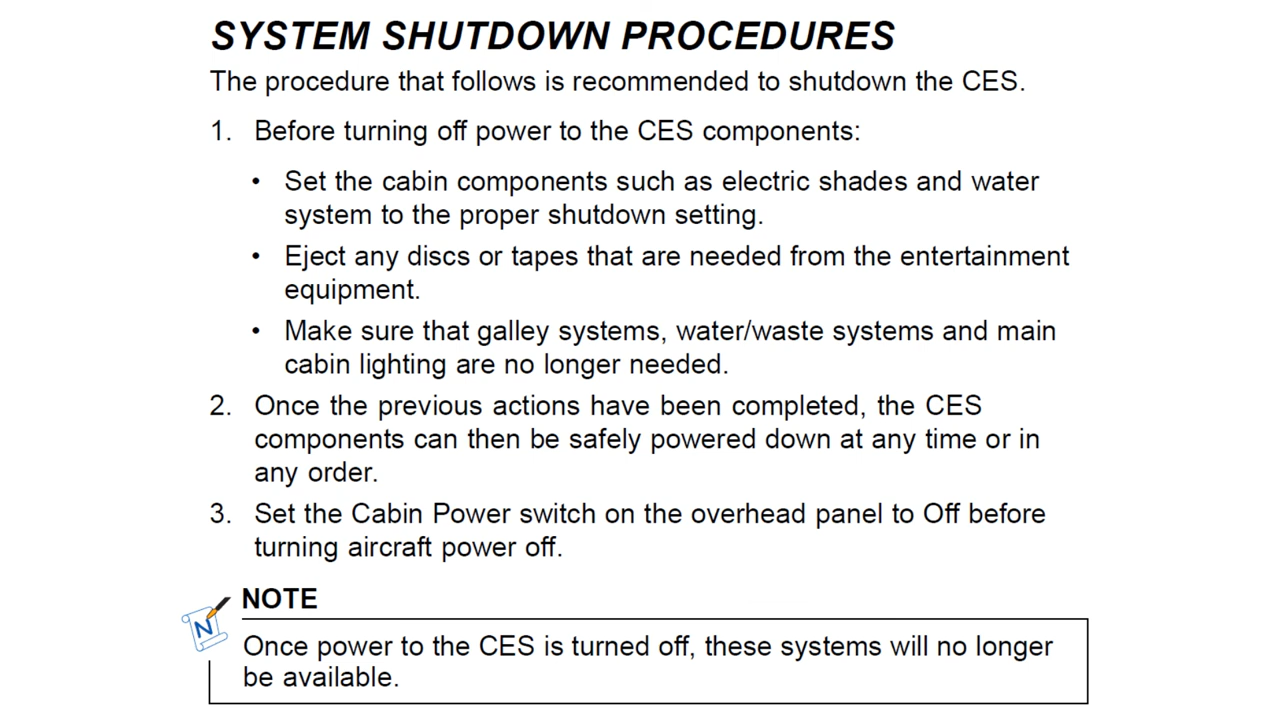 SYSTEM SHUTDOWN PROCEDURES
The procedure that follows is recommended to shutdown the CES.
1. Before turning off power to the CES components:
• Set the cabin components such as electric shades and water
system to the proper shutdown setting.
• Eject any discs or tapes that are needed from the entertainment
equipment.
• Make sure that galley systems, water/waste systems and main
cabin lighting are no longer needed.
2. Once the previous actions have been completed, the CES
components can then be safely powered down at any time or in
any order.
3. Set the Cabin Power switch on the overhead panel to Off before
turning aircraft power off.
NOTE
N
Once power to the CES is turned off, these systems will no longer
be available.